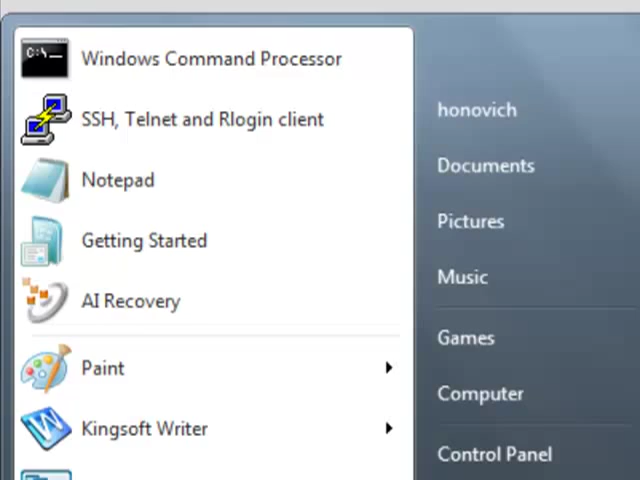 C:\
Windows Command Processor
SSH, Telnet and Rlogin client
Notepad
Getting Started
AI Recovery
Paint
W
Kingsoft Writer
honovich
Documents
Pictures
Music
Games
Computer
Control Panel